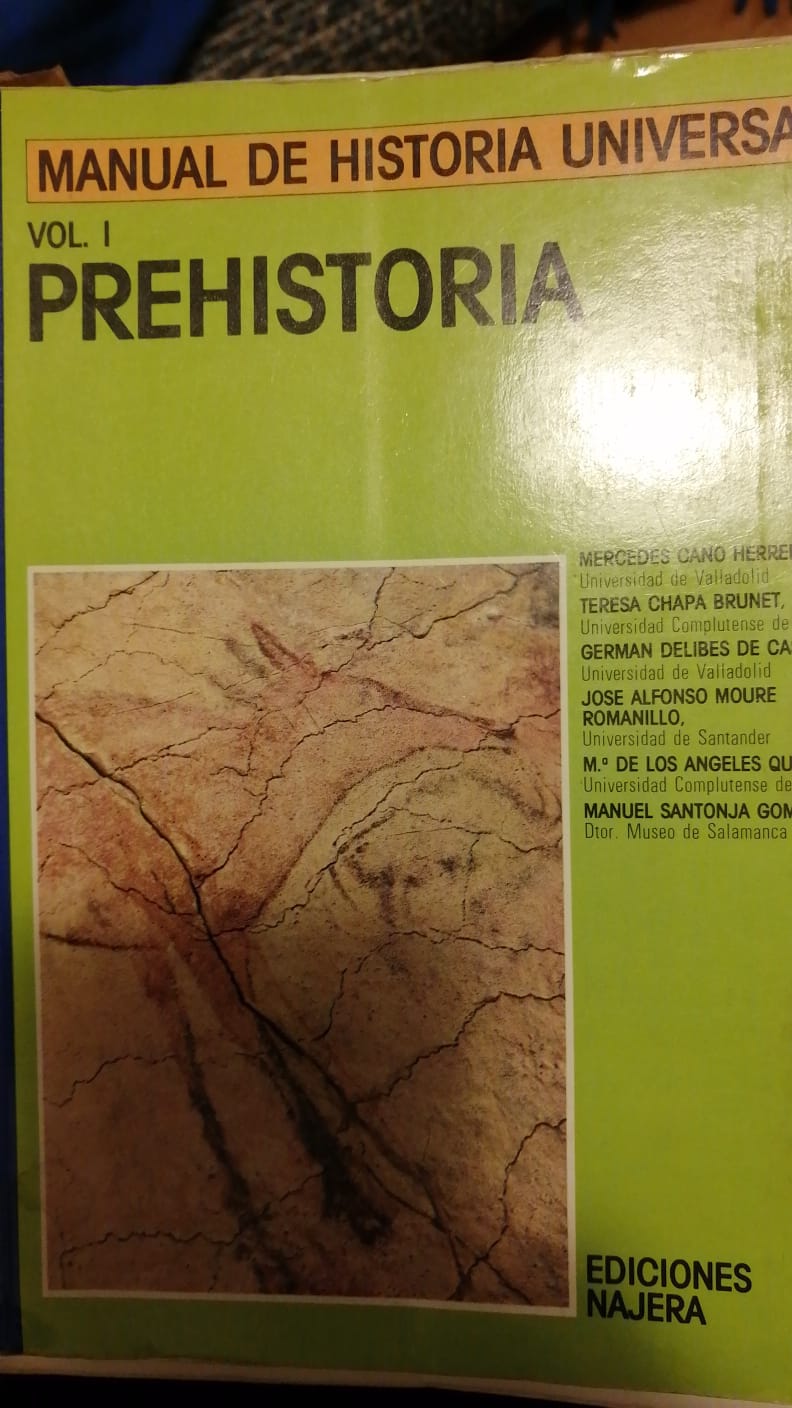 MANUAL DE HISTORIA UNIVERSA
VOL. I
PREHISTORIA
MERCEDES CANO HERRE
Universidad de Valladolid
TERESA CHAPA BRUNET,
Universidad Complutense de
GERMAN DELIBES DE CA
Universidad de Valladolid
JOSE ALFONSO MOURE
ROMANILLO,
Universidad de Santander
M.ª DE LOS ANGELES QU
Universidad Complutense de
MANUEL SANTONJA GOM
Dtor. Museo de Salamanca
EDICIONES
NAJERA